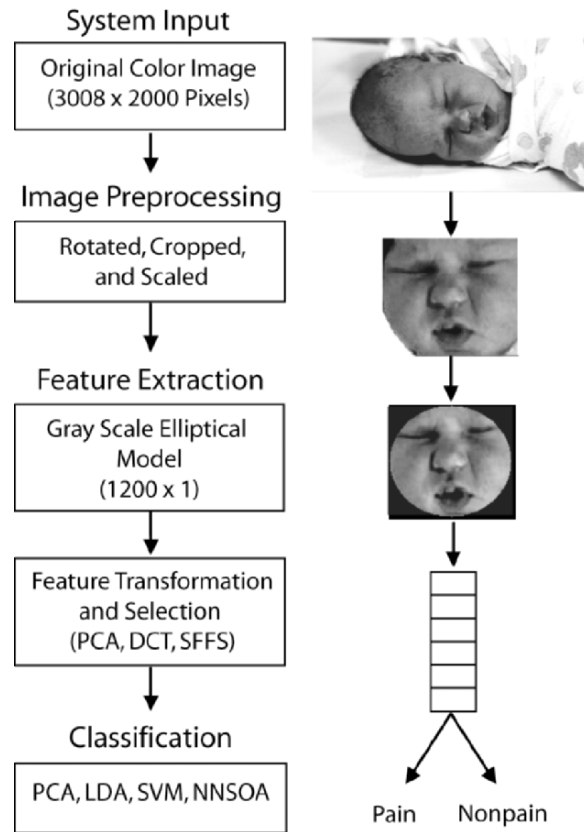 System Input
Original Color Image
(3008 x 2000 Pixels)
Image Preprocessing
Rotated, Cropped,
and Scaled
Feature Extraction
Gray Scale Elliptical
Model
(1200 x 1)
Feature Transformation
and Selection
(PCA, DCT, SFFS)
Classification
PCA, LDA, SVM, NNSOA
Pain Nonpain